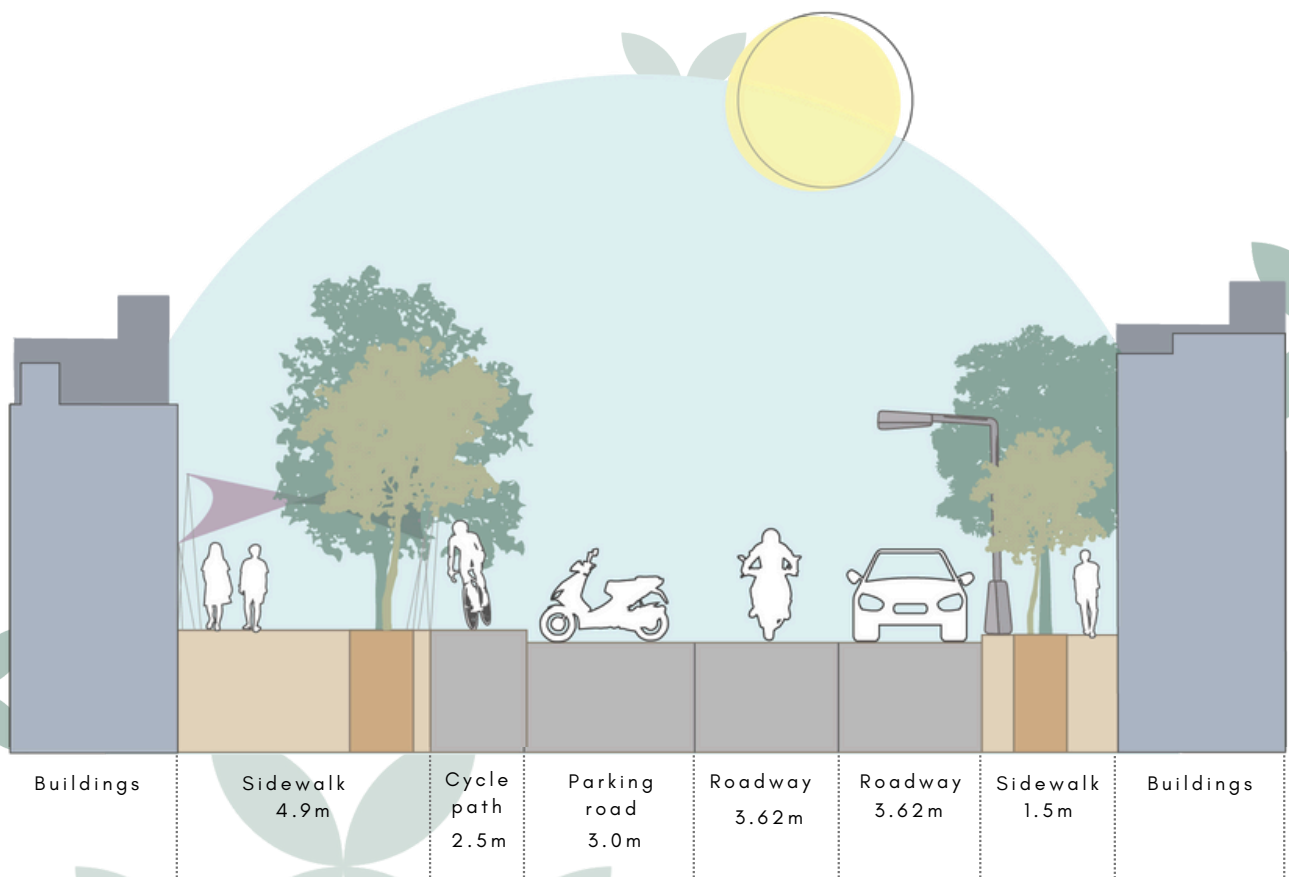 Buildings
Sidewalk
4.9m
Cycle
path
2.5m
Parking
road
3.0m
Roadway
3.62m
Roadway
3.62m
Sidewalk
1.5m
Buildings